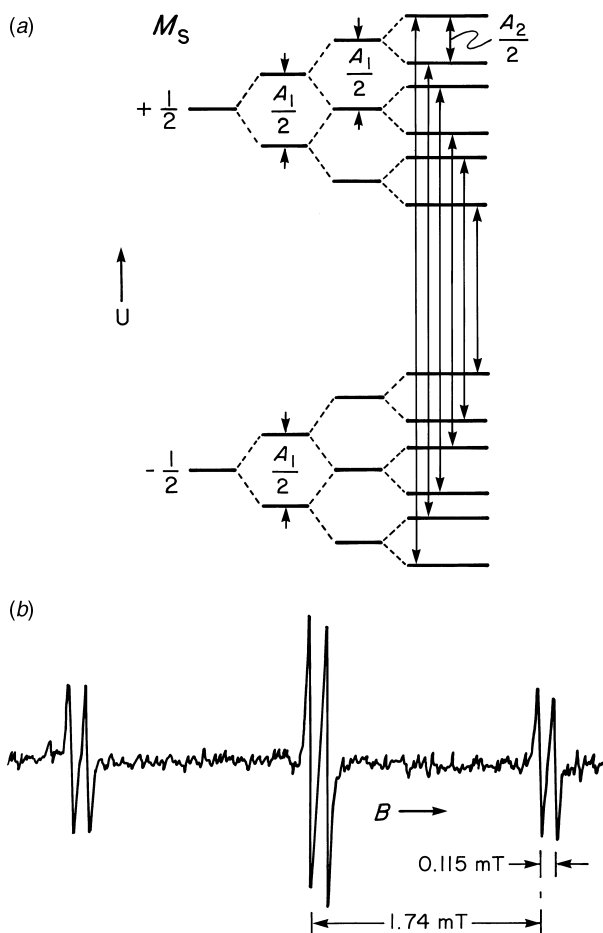 (a)
M_S
A_2/2
A_1/2
A_1/2
+ 1/2
U
A_1/2
- 1/2
(b)
B
0.115 mT
1.74 mT